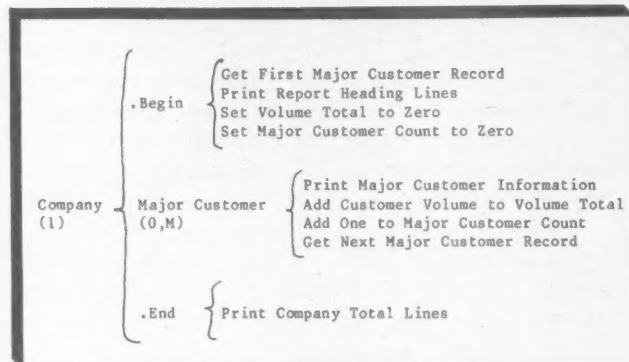 .Begin
Get First Major Customer Record
Print Report Heading Lines
Set Volume Total to Zero
Set Major Customer Count to Zero
Company
(1)
Major Customer
(0,M)
Print Major Customer Information
Add Customer Volume to Volume Total
Add One to Major Customer Count
Get Next Major Customer Record
.End
Print Company Total Lines